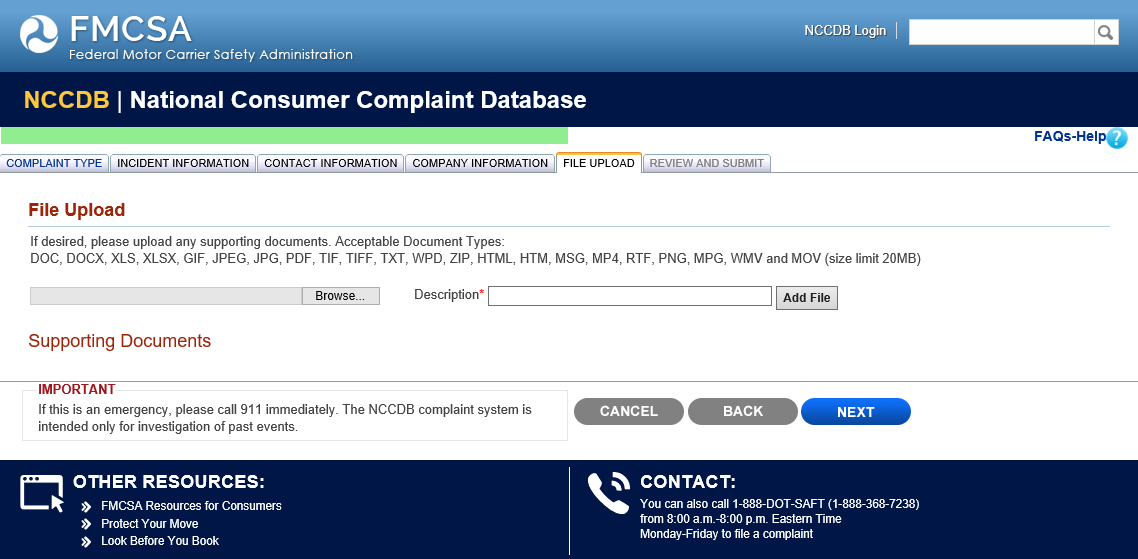 FMCSA
Federal Motor Carrier Safety Administration
NCCDB Login
NCCDB | National Consumer Complaint Database
FAQs-Help ?
COMPLAINT TYPE INCIDENT INFORMATION CONTACT INFORMATION COMPANY INFORMATION FILE UPLOAD REVIEW AND SUBMIT
File Upload
If desired, please upload any supporting documents. Acceptable Document Types:
DOC, DOCX, XLS, XLSX, GIF, JPEG, JPG, PDF, TIF, TIFF, TXT, WPD, ZIP, HTML, HTM, MSG, MP4, RTF, PNG, MPG, WMV and MOV (size limit 20MB)
Browse... Description* Add File
Supporting Documents
IMPORTANT
If this is an emergency, please call 911 immediately. The NCCDB complaint system is
intended only for investigation of past events.
CANCEL BACK NEXT
OTHER RESOURCES:
FMCSA Resources for Consumers
Protect Your Move
Look Before You Book
CONTACT:
You can also call 1-888-DOT-SAFT (1-888-368-7238)
from 8:00 a.m.-8:00 p.m. Eastern Time
Monday-Friday to file a complaint